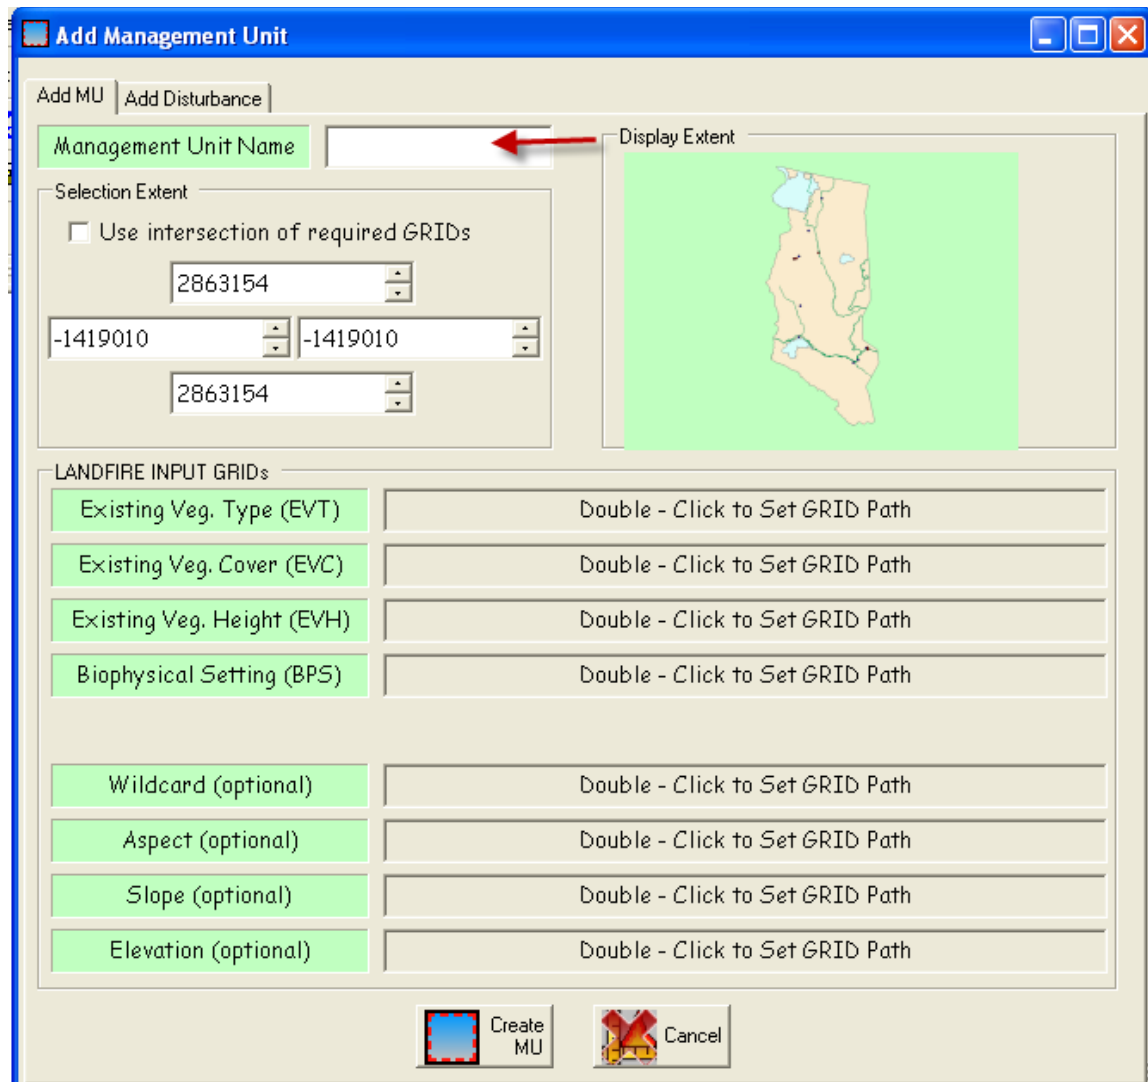 Add Management Unit
Add MU
Add Disturbance
Management Unit Name
Display Extent
Selection Extent
Use intersection of required GRIDs
2863154
-1419010
-1419010
2863154
LANDFIRE INPUT GRIDs
Existing Veg. Type (EVT)
Double - Click to Set GRID Path
Existing Veg. Cover (EVC)
Double - Click to Set GRID Path
Existing Veg. Height (EVH)
Double - Click to Set GRID Path
Biophysical Setting (BPS)
Double - Click to Set GRID Path
Wildcard (optional)
Double - Click to Set GRID Path
Aspect (optional)
Double - Click to Set GRID Path
Slope (optional)
Double - Click to Set GRID Path
Elevation (optional)
Double - Click to Set GRID Path
Create
MU
Cancel